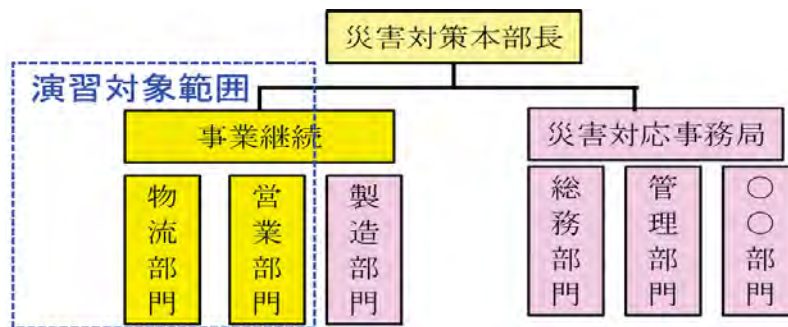 災害対策本部長
演習対象範囲
事業継続
災害対応事務局
物流部門
営業部門
製造部門
総務部門
管理部門
○○部門